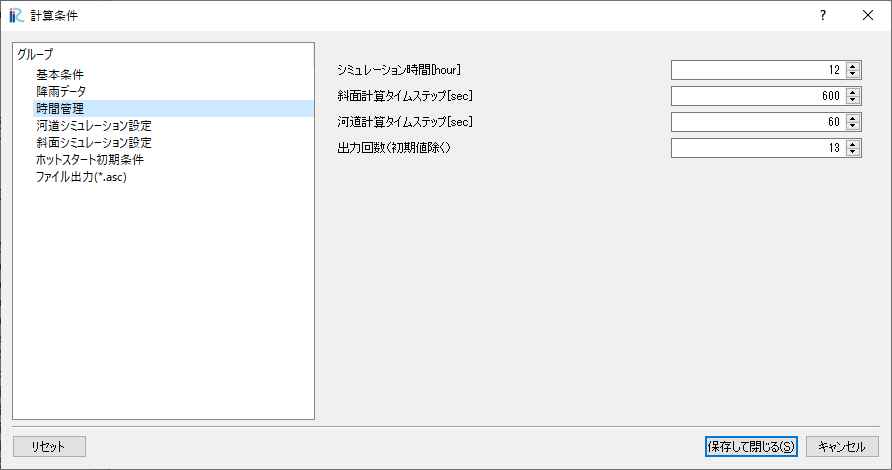 計算条件
グループ
基本条件
降雨データ
時間管理
河道シミュレーション設定
斜面シミュレーション設定
ホットスタート初期条件
ファイル出力(*.asc)
シミュレーション時間[hour] 12
斜面計算タイムステップ[sec] 600
河道計算タイムステップ[sec] 60
出力回数(初期値除く) 13
リセット 保存して閉じる(S) キャンセル